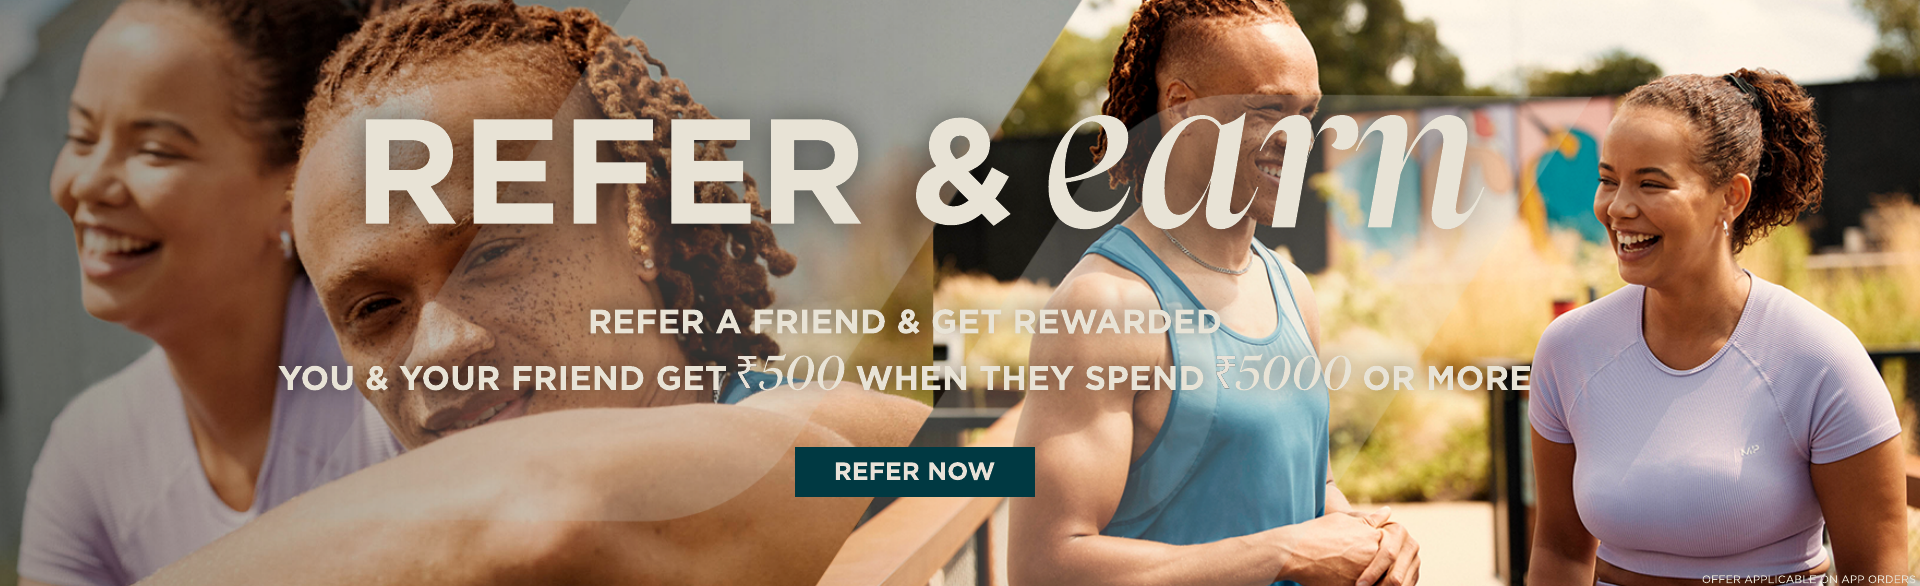 REFER & earn
REFER A FRIEND & GET REWARDED
YOU & YOUR FRIEND GET ₹500 WHEN THEY SPEND ₹5000 OR MORE
REFER NOW
MP
OFFER APPLICABLE ON APP ORDERS